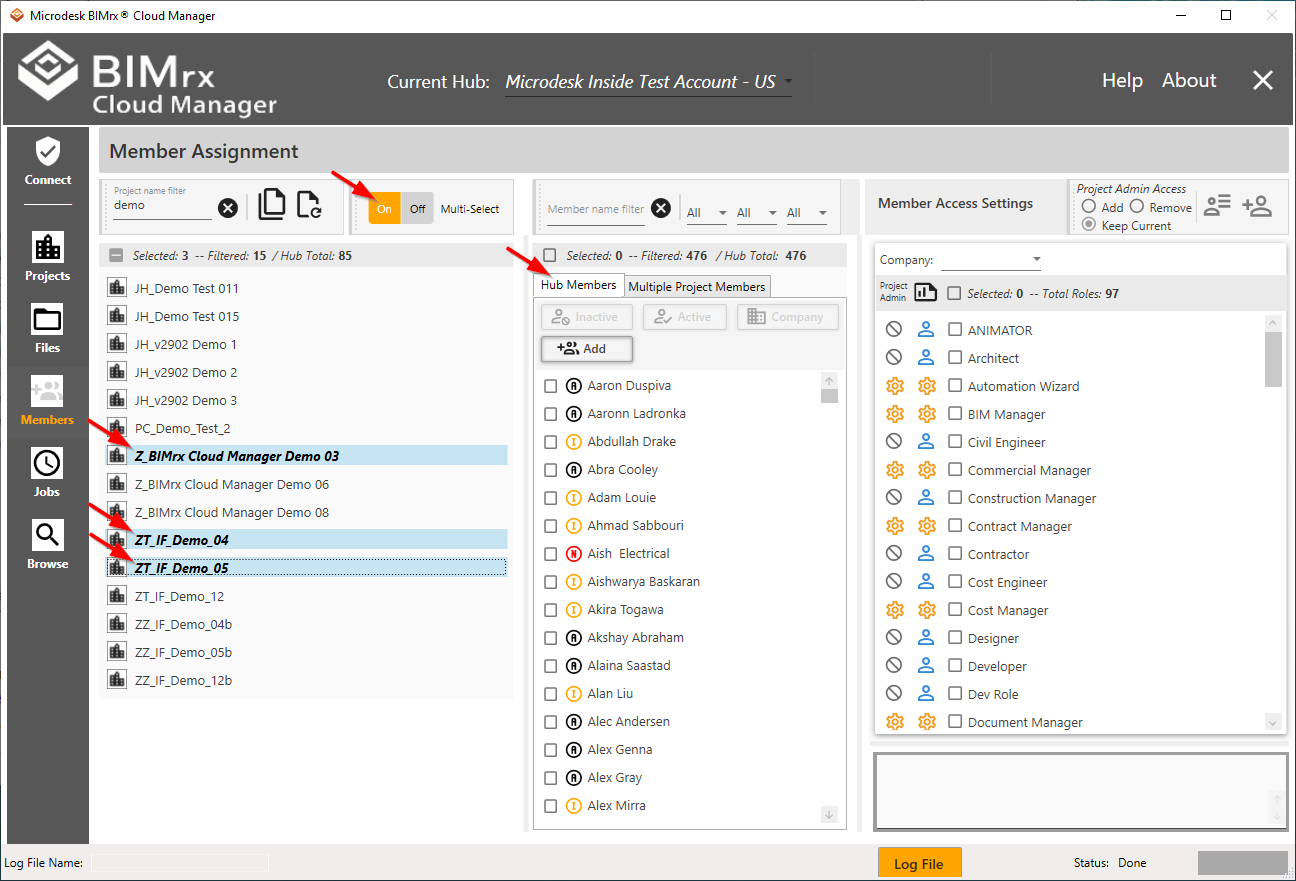 Microdesk BIMrx® Cloud Manager
BIMrx
Cloud Manager
Current Hub: Microdesk Inside Test Account - US
Help About
Connect
Projects
Files
Members
Jobs
Browse
Member Assignment
Project name filter
demo
On Off Multi-Select
Member name filter
All All All
Member Access Settings
Project Admin Access
Add Remove
Keep Current
Selected: 3 -- Filtered: 15 / Hub Total: 85
JH_Demo Test 011
JH_Demo Test 015
JH_v2902 Demo 1
JH_v2902 Demo 2
JH_v2902 Demo 3
PC_Demo_Test_2
Z_BIMrx Cloud Manager Demo 03
Z_BIMrx Cloud Manager Demo 06
Z_BIMrx Cloud Manager Demo 08
ZT_IF_Demo_04
ZT_IF_Demo_05
ZT_IF_Demo_12
ZZ_IF_Demo_04b
ZZ_IF_Demo_05b
ZZ_IF_Demo_12b
Selected: 0 -- Filtered: 476 / Hub Total: 476
Hub Members Multiple Project Members
Inactive Active Company
Add
A Aaron Duspiva
A Aaronn Ladronka
I Abdullah Drake
A Abra Cooley
I Adam Louie
I Ahmad Sabbouri
N Aish Electrical
I Aishwarya Baskaran
I Akira Togawa
A Akshay Abraham
A Alaina Saastad
I Alan Liu
A Alec Andersen
A Alex Genna
A Alex Gray
I Alex Mirra
Company:
Project
Admin
Selected: 0 -- Total Roles: 97
ANIMATOR
Architect
Automation Wizard
BIM Manager
Civil Engineer
Commercial Manager
Construction Manager
Contract Manager
Contractor
Cost Engineer
Cost Manager
Designer
Developer
Dev Role
Document Manager
Log File Name:
Log File
Status: Done